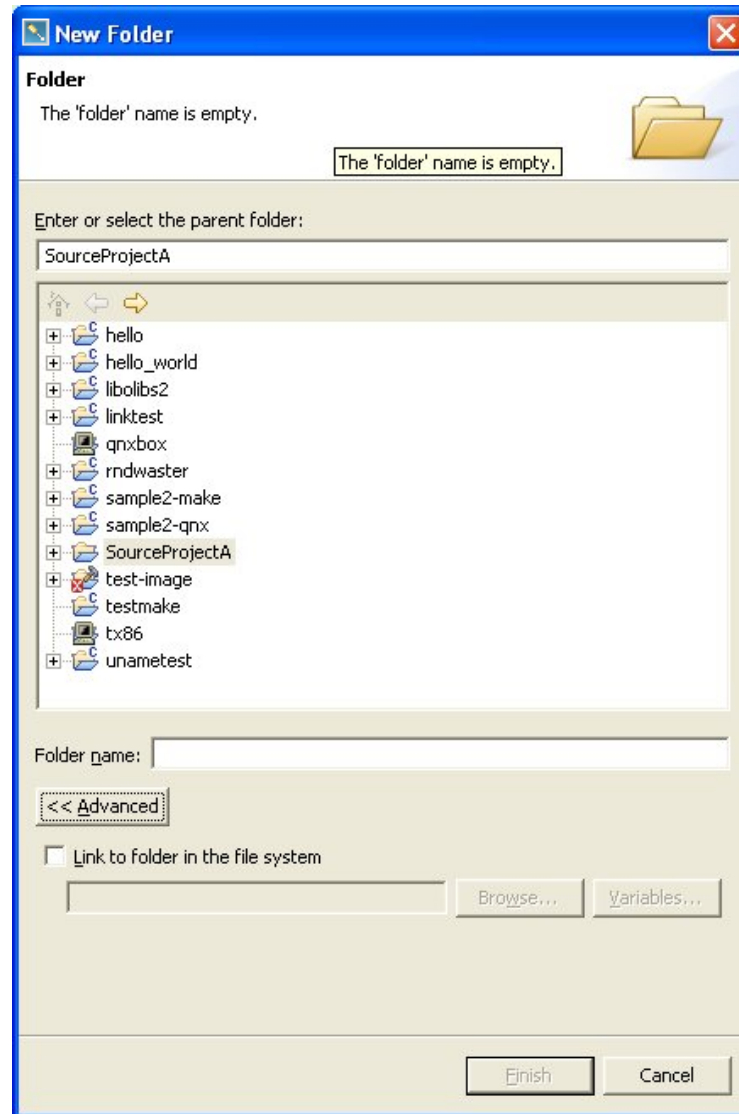 New Folder
Folder
The 'folder' name is empty.
The 'folder' name is empty.
Enter or select the parent folder:
SourceProjectA
hello
hello_world
libolibs2
linktest
qnxbox
rndwaster
sample2-make
sample2-qnx
SourceProjectA
test-image
testmake
tx86
unametest
Folder name:
<< Advanced
Link to folder in the file system
Browse... Variables...
Finish Cancel